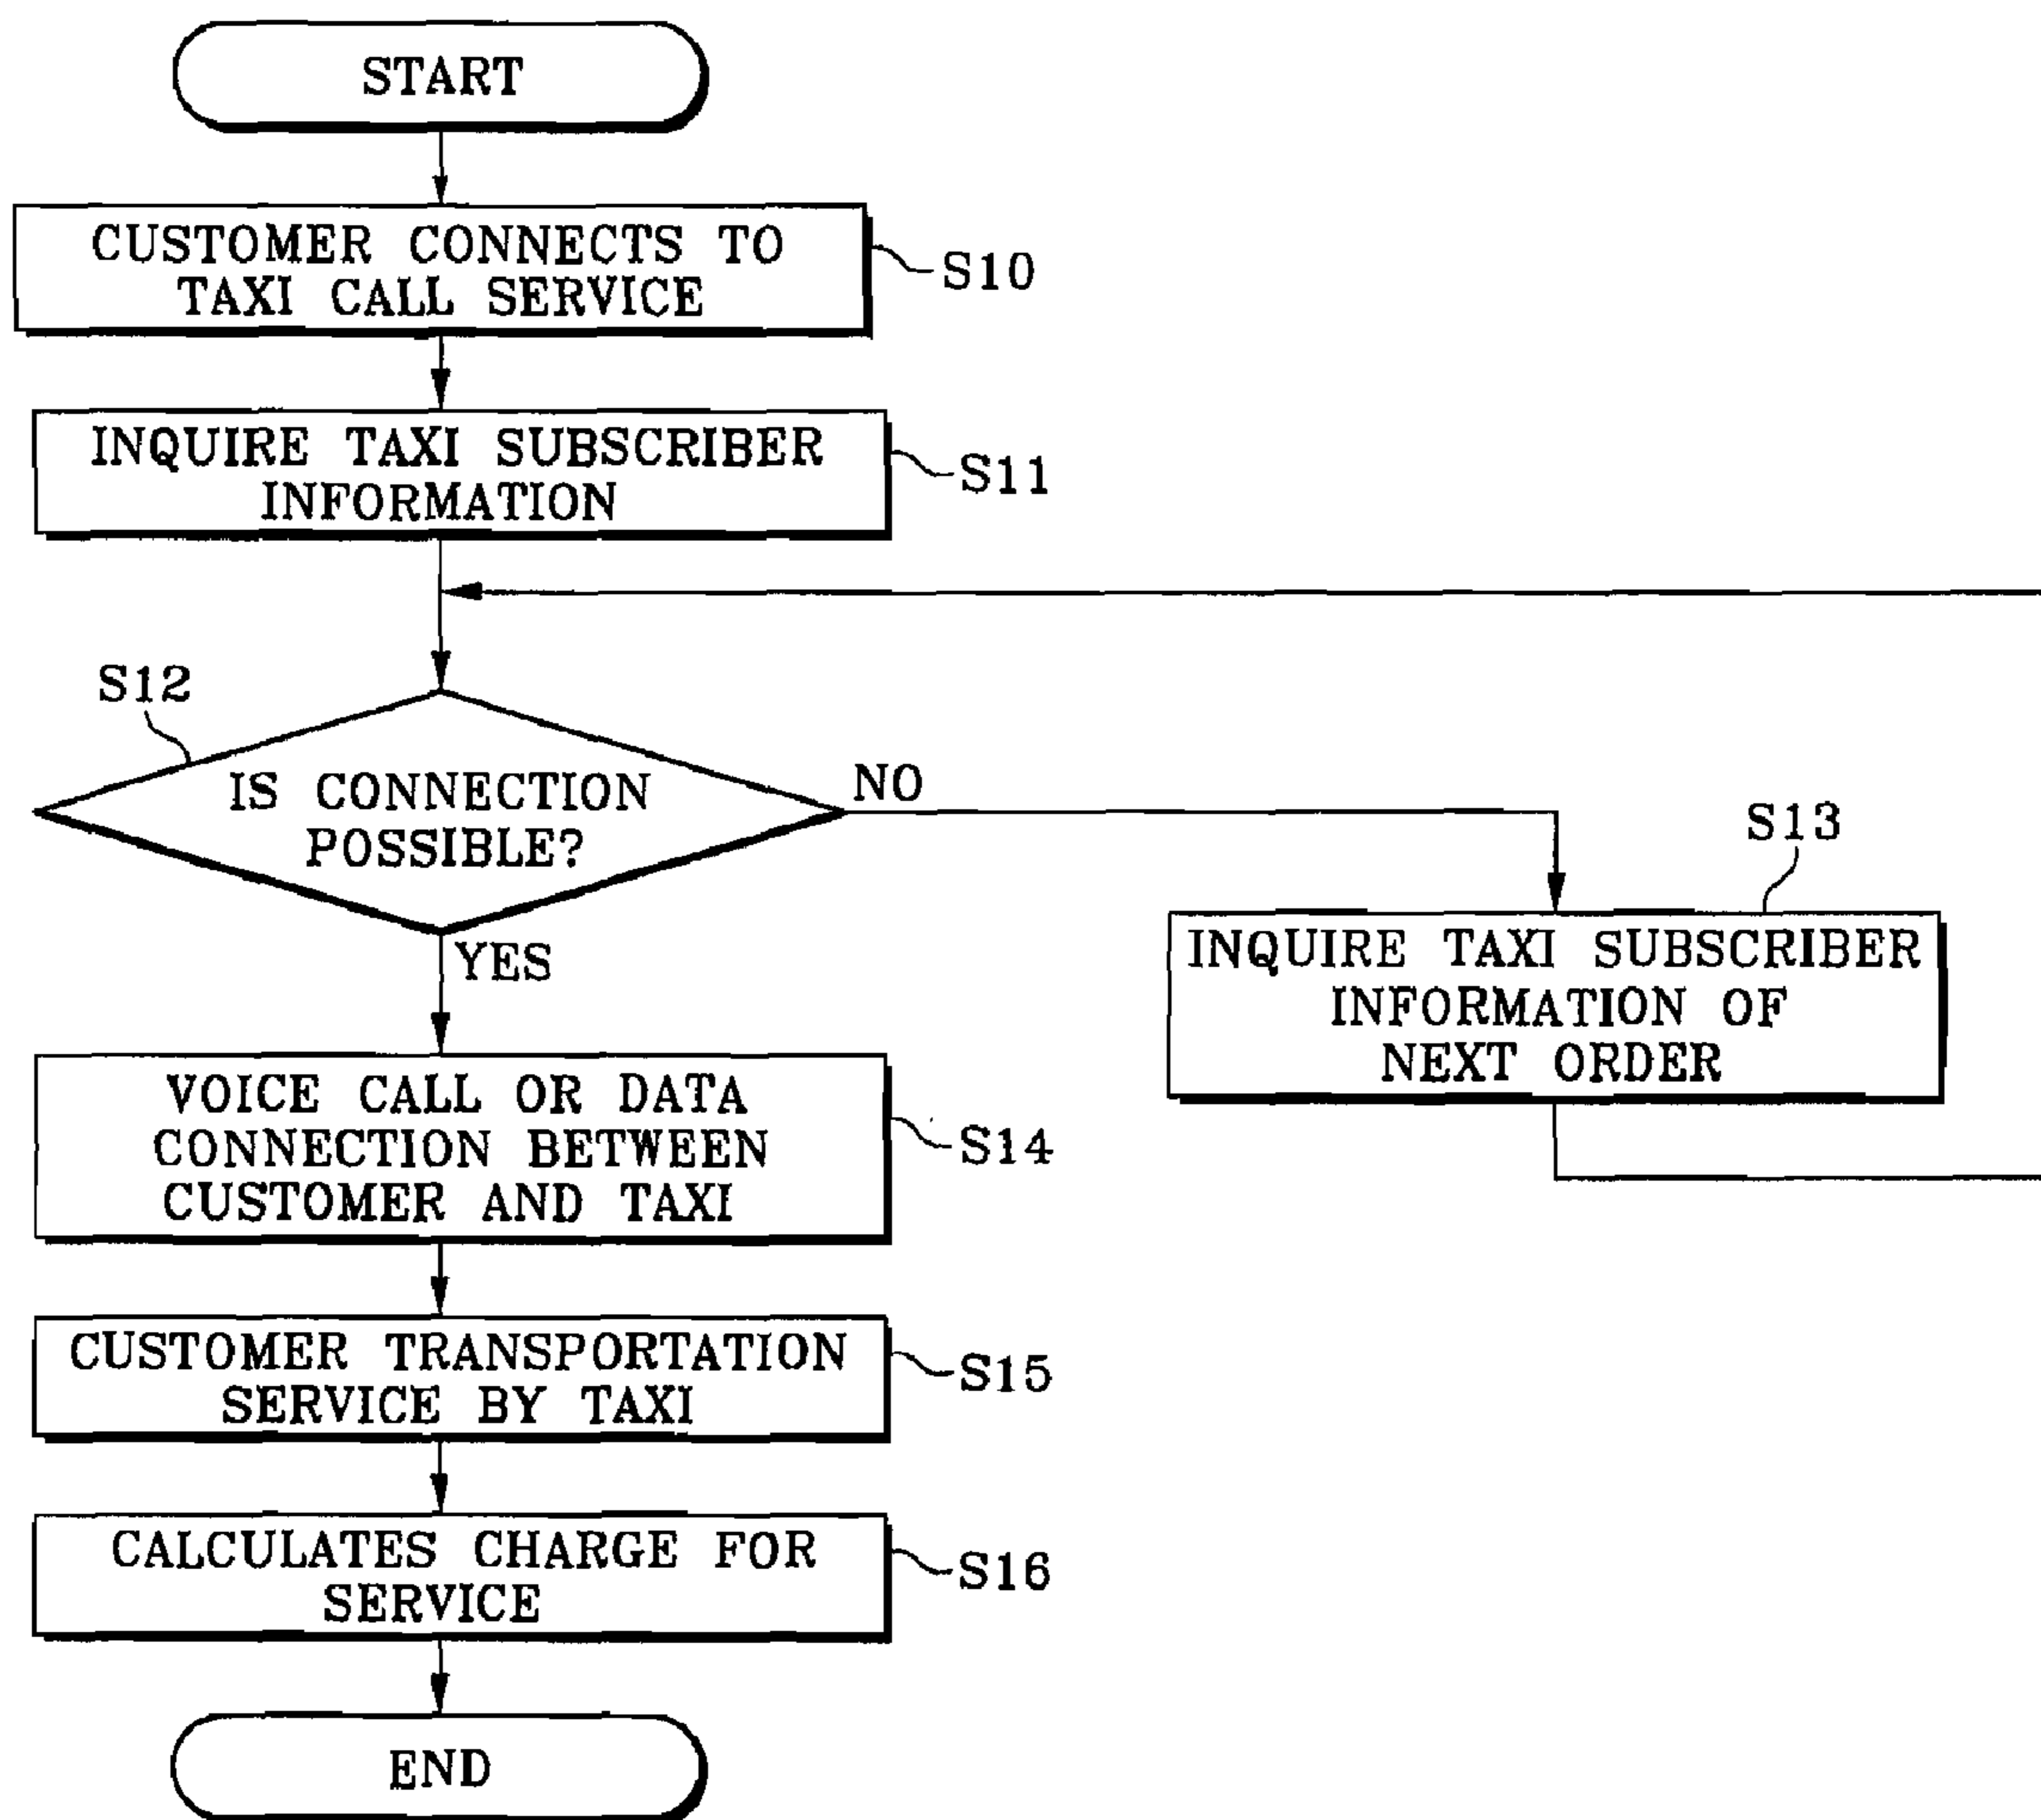 START
CUSTOMER CONNECTS TO
TAXI CALL SERVICE
S10
INQUIRE TAXI SUBSCRIBER
INFORMATION
S11
S12
IS CONNECTION
POSSIBLE?
NO
YES
S13
INQUIRE TAXI SUBSCRIBER
INFORMATION OF
NEXT ORDER
VOICE CALL OR DATA
CONNECTION BETWEEN
CUSTOMER AND TAXI
S14
CUSTOMER TRANSPORTATION
SERVICE BY TAXI
S15
CALCULATES CHARGE FOR
SERVICE
S16
END